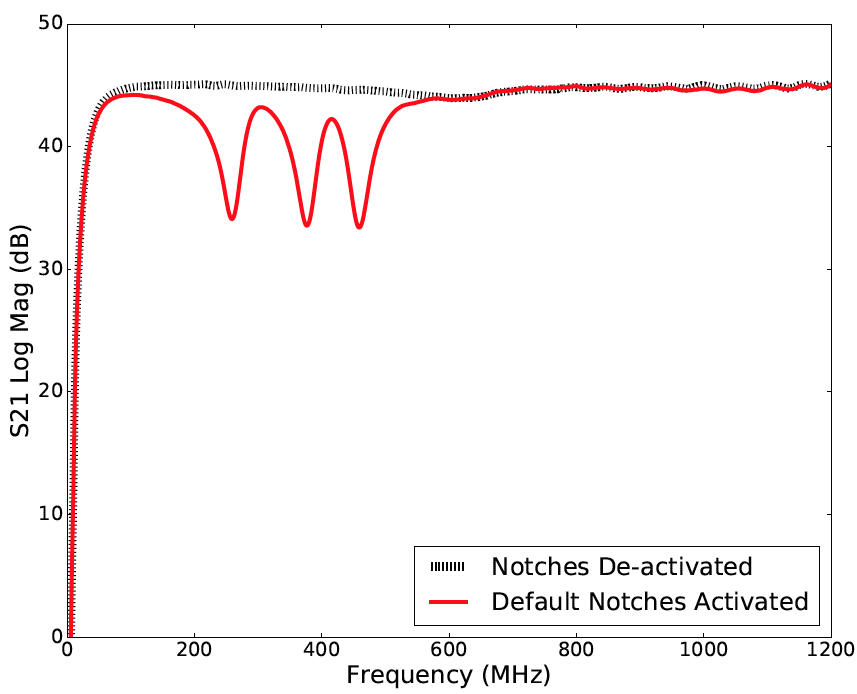 50
40
30
20
10
0
S21 Log Mag (dB)
Notches De-activated
Default Notches Activated
0 200 400 600 800 1000 1200
Frequency (MHz)